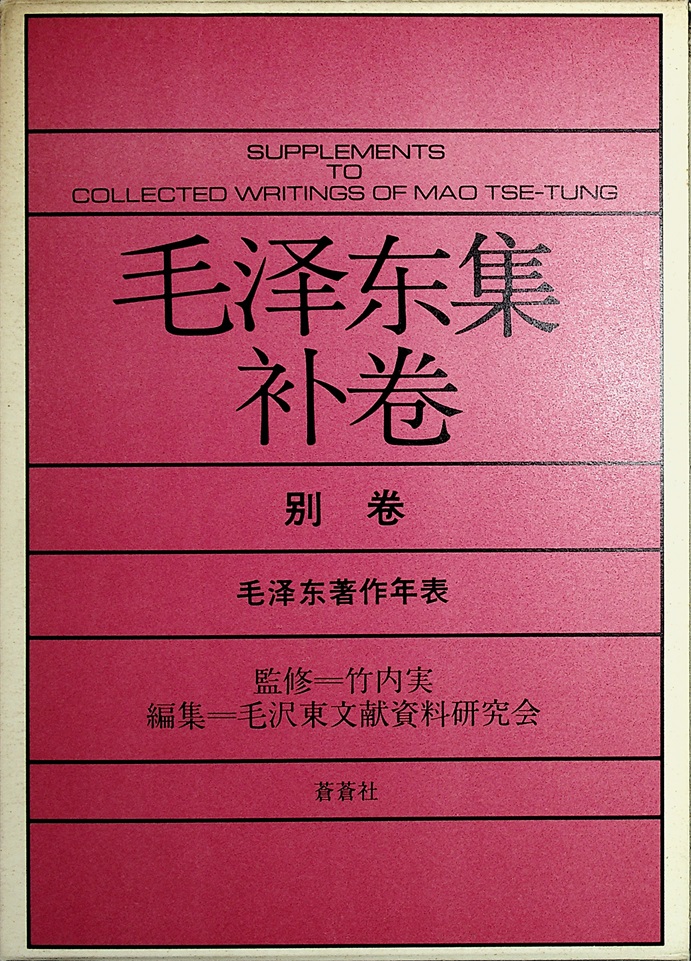 SUPPLEMENTS
TO
COLLECTED WRITINGS OF MAO TSE-TUNG
毛泽东集
补卷
别 卷
毛泽东著作年表
監修＝竹内実
編集＝毛沢東文献資料研究会
蒼蒼社